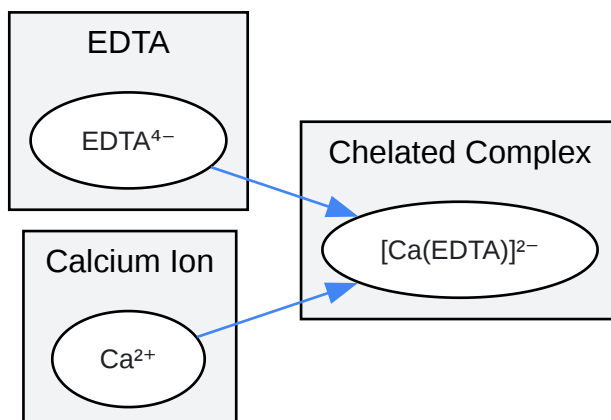 EDTA
EDTA⁴⁻
Calcium Ion
Ca²⁺
Chelated Complex
[Ca(EDTA)]²⁻